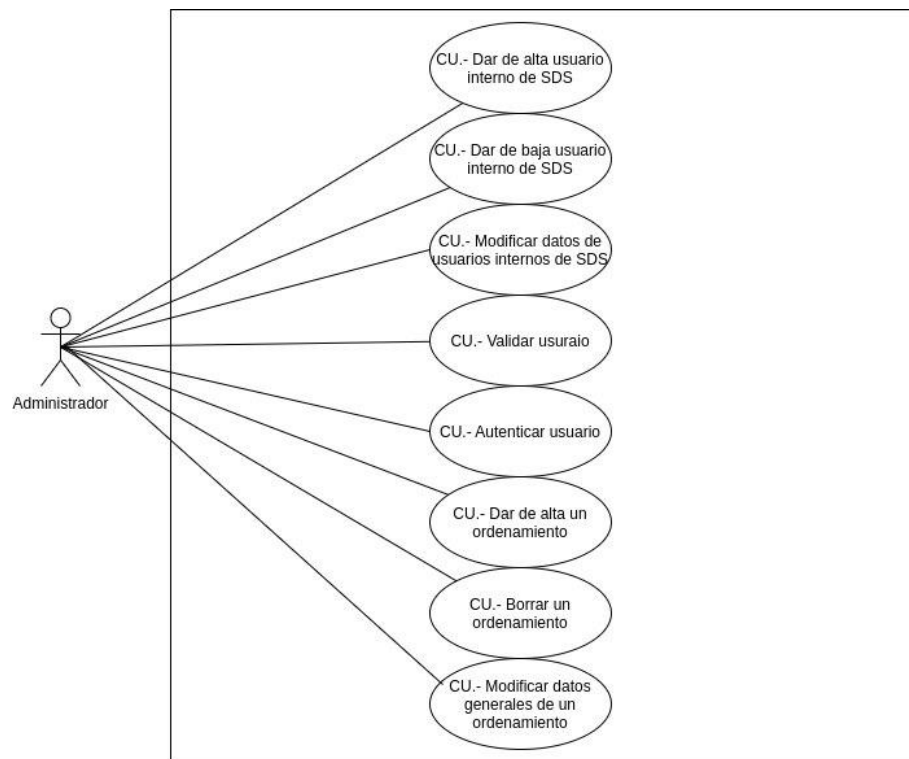 CU.- Dar de alta usuario
interno de SDS
CU.- Dar de baja usuario
interno de SDS
CU.- Modificar datos de
usuarios internos de SDS
CU.- Validar usuraio
Administrador
CU.- Autenticar usuario
CU.- Dar de alta un
ordenamiento
CU.- Borrar un
ordenamiento
CU.- Modificar datos
generales de un
ordenamiento